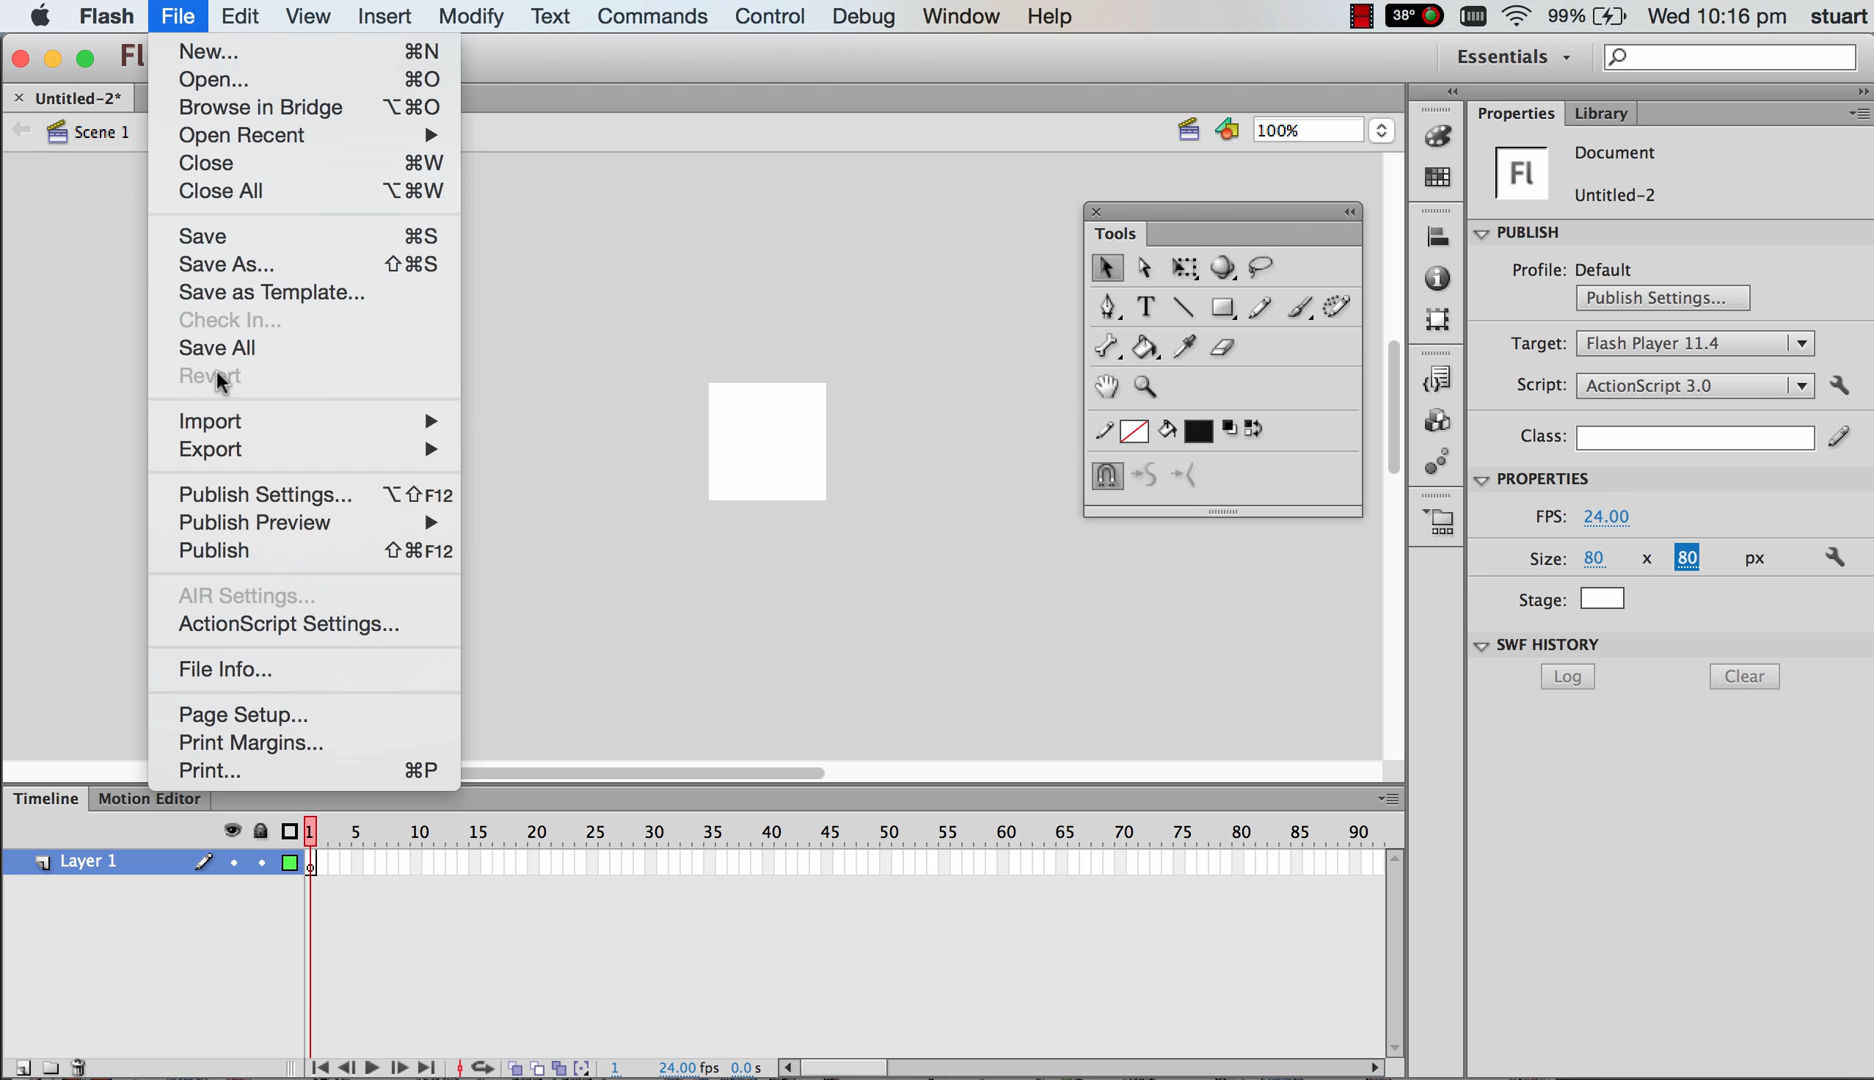 Flash File Edit View Insert Modify Text Commands Control Debug Window Help 38° 99% Wed 10:16 pm stuart
Fl Essentials
× Untitled-2*
Scene 1 100%
New... ⌘N
Open... ⌘O
Browse in Bridge ⌥⌘O
Open Recent ▶
Close ⌘W
Close All ⌥⌘W
Save ⌘S
Save As... ⇧⌘S
Save as Template...
Check In...
Save All
Revert
Import ▶
Export ▶
Publish Settings... ⌥⇧F12
Publish Preview ▶
Publish ⇧⌘F12
AIR Settings...
ActionScript Settings...
File Info...
Page Setup...
Print Margins...
Print... ⌘P
Tools
T
Properties Library
Fl
Document
Untitled-2
PUBLISH
Profile: Default
Publish Settings...
Target: Flash Player 11.4
Script: ActionScript 3.0
Class:
PROPERTIES
FPS: 24.00
Size: 80 x 80 px
Stage:
SWF HISTORY
Log Clear
Timeline Motion Editor
1 5 10 15 20 25 30 35 40 45 50 55 60 65 70 75 80 85 90
Layer 1
1 24.00 fps 0.0 s